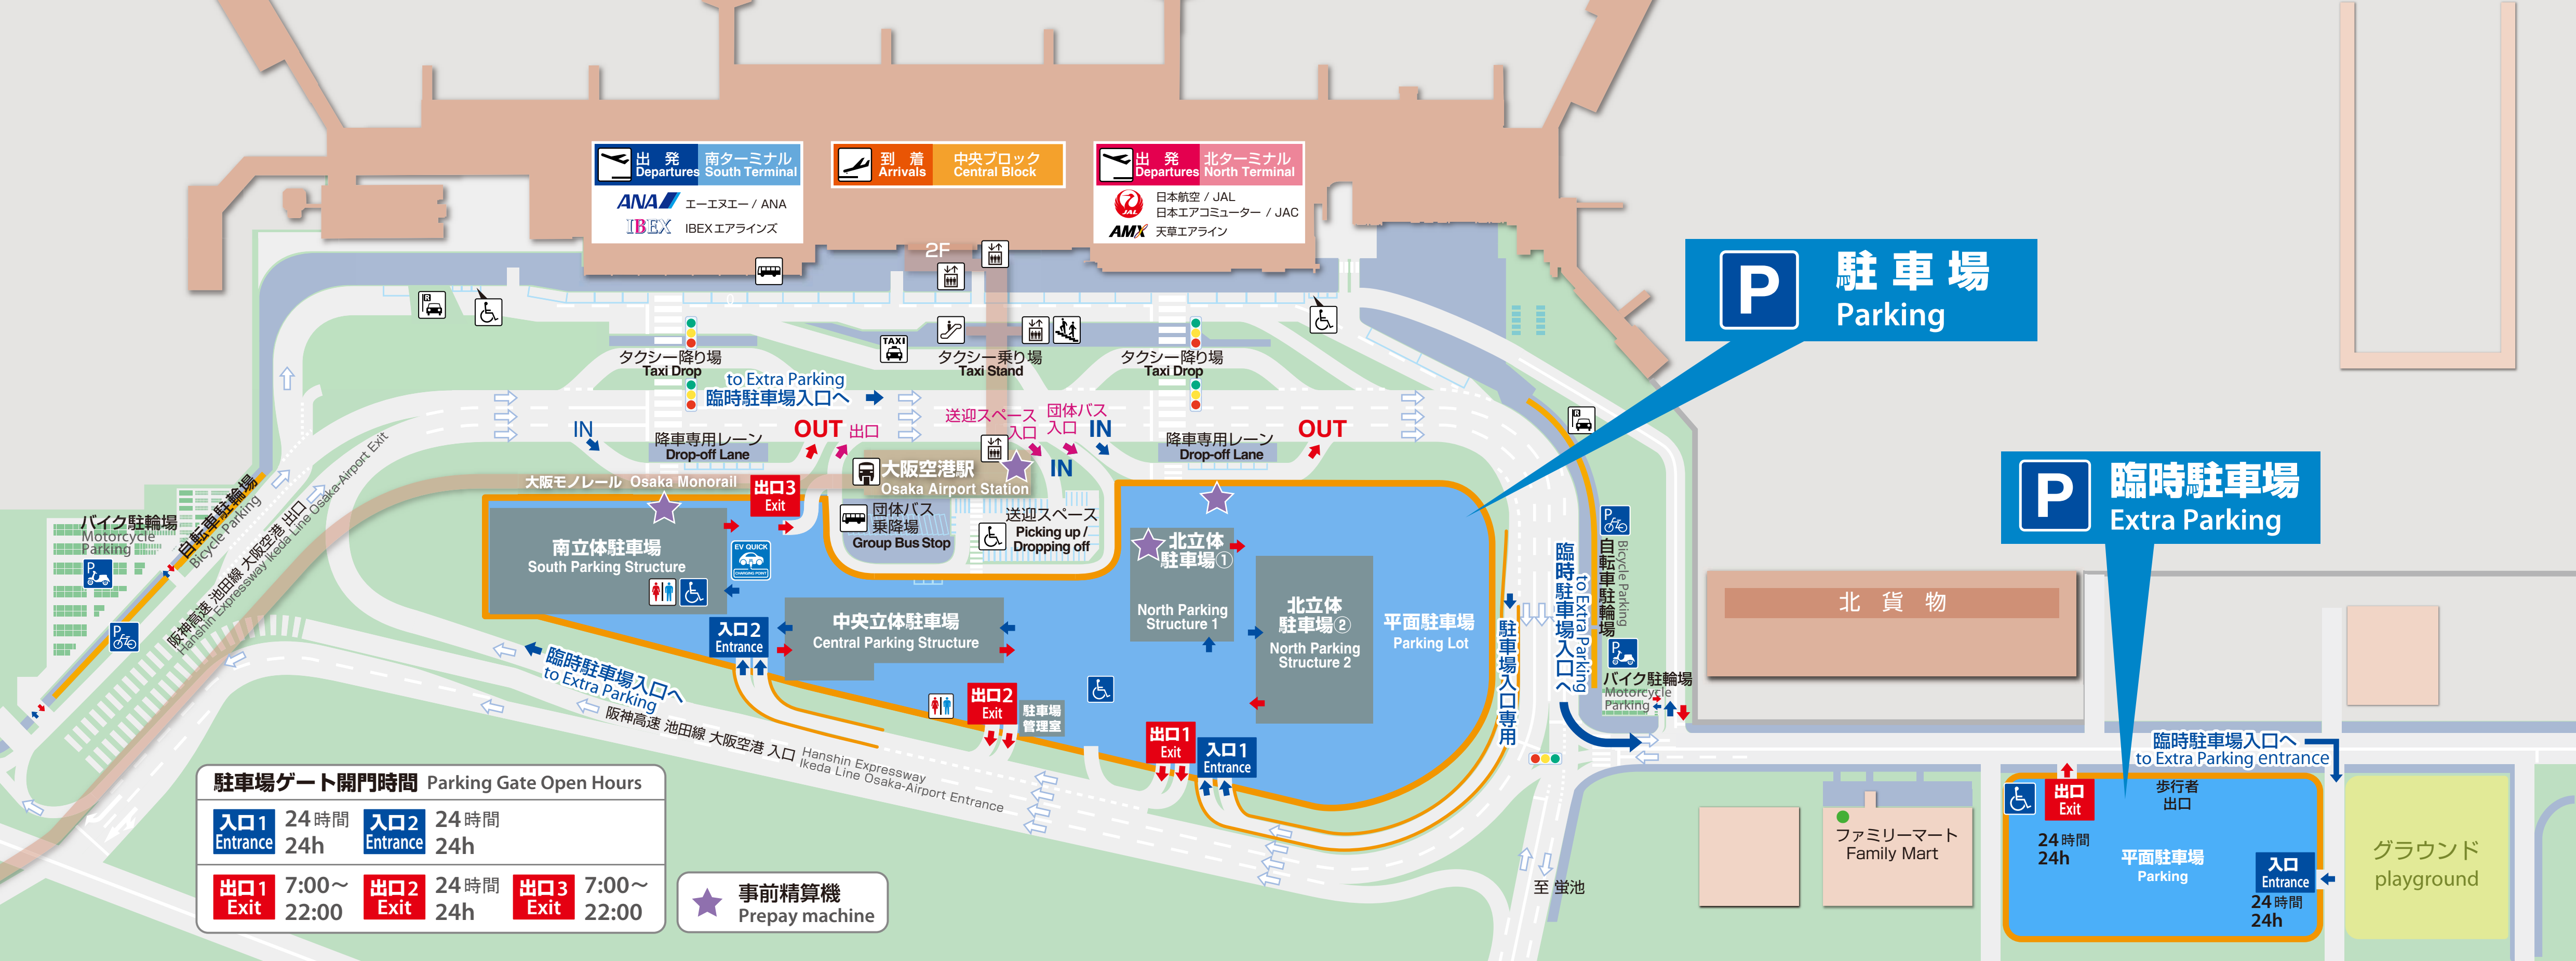 出発
Departures
南ターミナル
South Terminal
ANA エーエヌエー / ANA
IBEX IBEXエアラインズ
到着
Arrivals
中央ブロック
Central Block
出発
Departures
北ターミナル
North Terminal
JAL
日本航空 / JAL
日本エアコミューター / JAC
AMX 天草エアライン
2F
P 駐車場
Parking
P 臨時駐車場
Extra Parking
R
TAXI
タクシー降り場
Taxi Drop
タクシー乗り場
Taxi Stand
タクシー降り場
Taxi Drop
to Extra Parking
臨時駐車場入口へ
IN
降車専用レーン
Drop-off Lane
OUT 出口
送迎スペース
入口
団体バス
入口
IN
IN
降車専用レーン
Drop-off Lane
OUT
R
大阪モノレール Osaka Monorail
出口3
Exit
大阪空港駅
Osaka Airport Station
団体バス
乗降場
Group Bus Stop
送迎スペース
Picking up /
Dropping off
バイク駐輪場
Motorcycle
Parking
P
P
自転車駐輪場
Bicycle Parking
阪神高速 池田線 大阪空港 出口
Hanshin Expressway Ikeda Line Osaka-Airport Exit
南立体駐車場
South Parking Structure
EV QUICK
CHARGING POINT
入口2
Entrance
中央立体駐車場
Central Parking Structure
北立体
駐車場①
North Parking
Structure 1
北立体
駐車場②
North Parking
Structure 2
平面駐車場
Parking Lot
駐車場入口専用
臨時駐車場入口へ
to Extra Parking
P
自転車駐輪場
Bicycle Parking
P
バイク駐輪場
Motorcycle
Parking
北貨物
臨時駐車場入口へ
to Extra Parking
出口2
Exit
駐車場
管理室
出口1
Exit
入口1
Entrance
阪神高速 池田線 大阪空港 入口
Hanshin Expressway
Ikeda Line Osaka-Airport Entrance
至 蛍池
ファミリーマート
Family Mart
臨時駐車場入口へ
to Extra Parking entrance
出口
Exit
24時間
24h
歩行者
出口
平面駐車場
Parking
入口
Entrance
24時間
24h
グラウンド
playground
駐車場ゲート開門時間 Parking Gate Open Hours
入口1
Entrance
24時間
24h
入口2
Entrance
24時間
24h
出口1
Exit
7:00～
22:00
出口2
Exit
24時間
24h
出口3
Exit
7:00～
22:00
事前精算機
Prepay machine